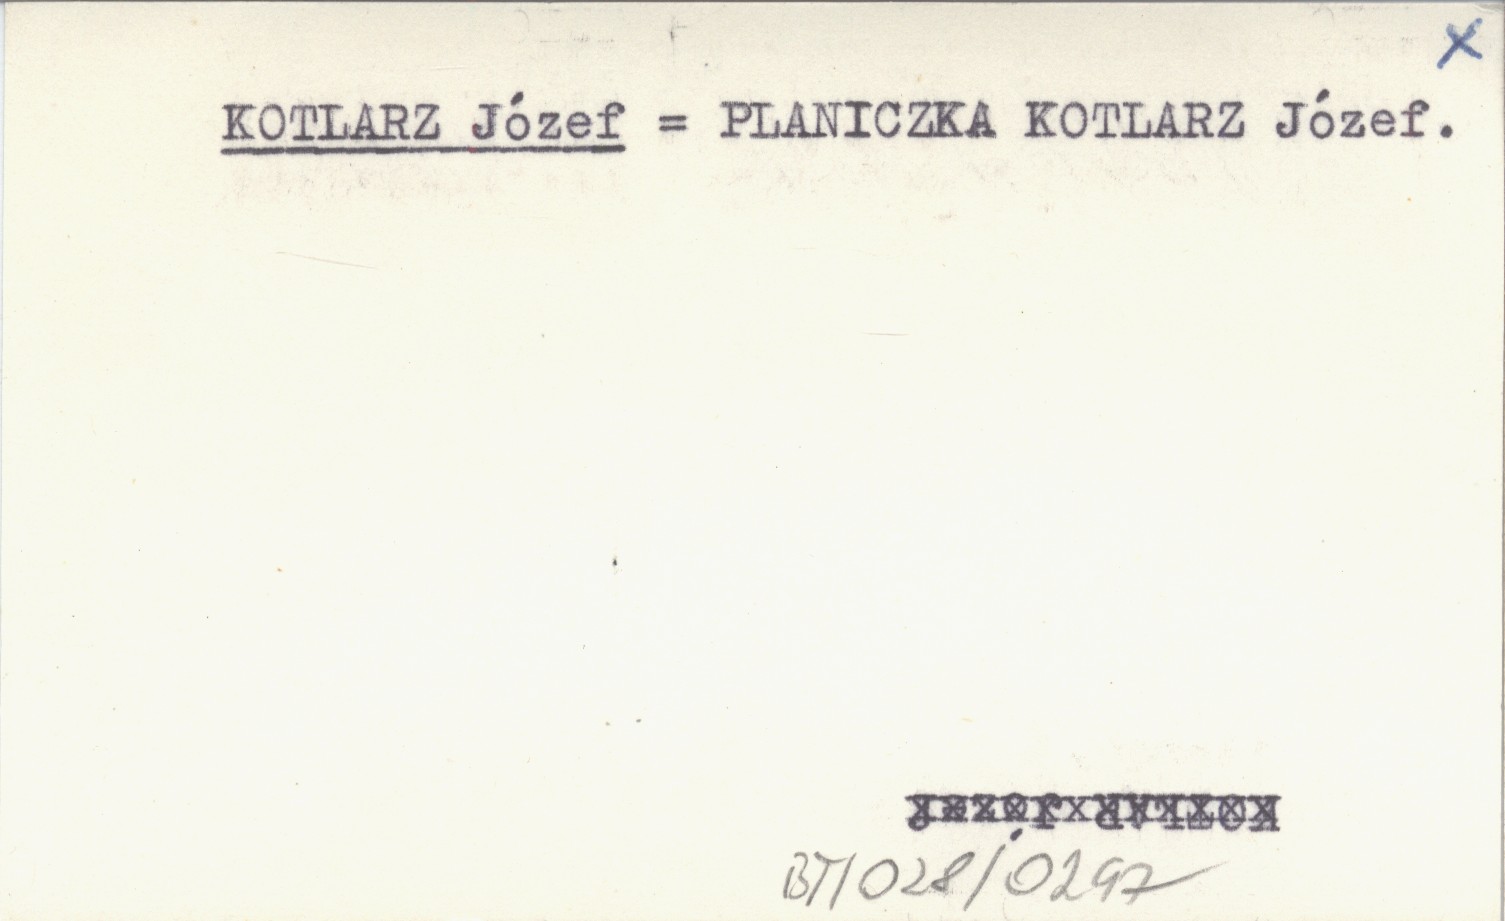 x
KOTLARZ Józef = PLANICZKA KOTLARZ Józef.
BT/028/0297